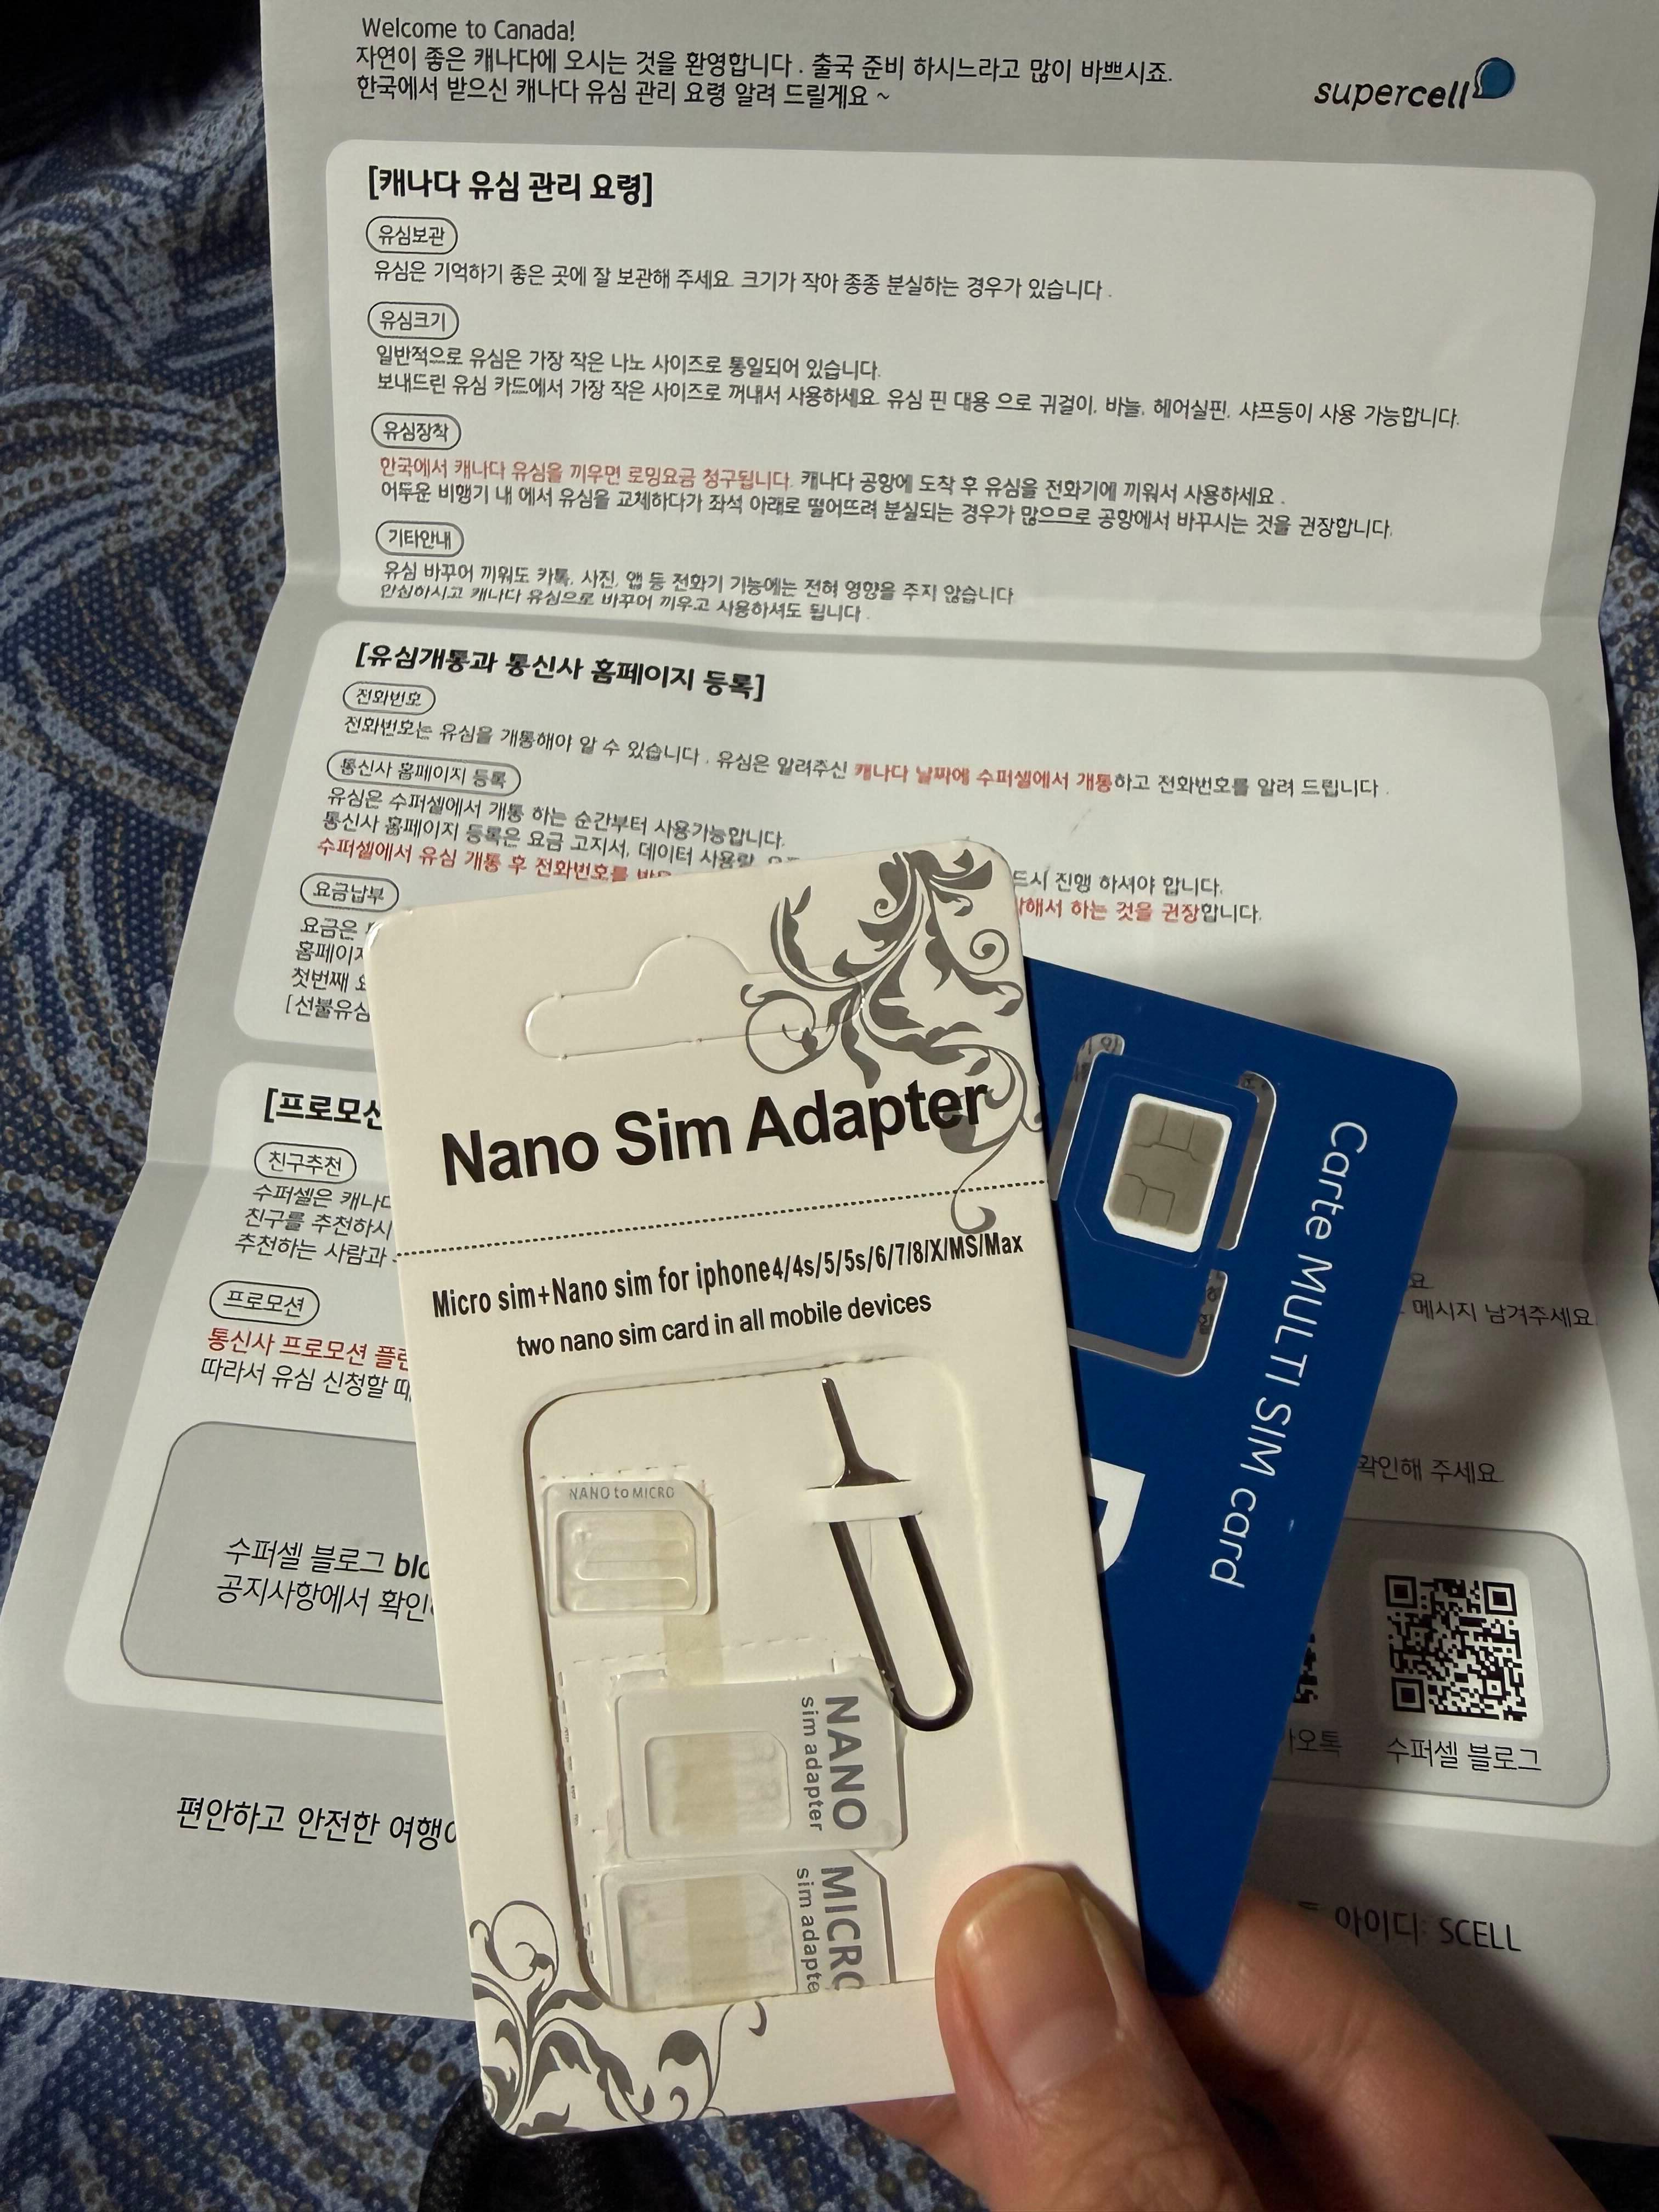 Welcome to Canada!
자연이 좋은 캐나다에 오시는 것을 환영합니다. 출국 준비 하시느라고 많이 바쁘시죠.
한국에서 받으신 캐나다 유심 관리 요령 알려 드릴게요 ~
supercell
[캐나다 유심 관리 요령]
유심보관
유심은 기억하기 좋은 곳에 잘 보관해 주세요. 크기가 작아 종종 분실하는 경우가 있습니다.
유심크기
일반적으로 유심은 가장 작은 나노 사이즈로 통일되어 있습니다.
보내드린 유심 카드에서 가장 작은 사이즈로 꺼내서 사용하세요. 유심 핀 대용 으로 귀걸이, 바늘, 헤어실핀, 샤프등이 사용 가능합니다.
유심장착
한국에서 캐나다 유심을 끼우면 로밍요금 청구됩니다. 캐나다 공항에 도착 후 유심을 전화기에 끼워서 사용하세요.
어두운 비행기 내 에서 유심을 교체하다가 좌석 아래로 떨어뜨려 분실되는 경우가 많으므로 공항에서 바꾸시는 것을 권장합니다.
기타안내
유심 바꾸어 끼워도 카톡, 사진, 앱 등 전화기 기능에는 전혀 영향을 주지 않습니다
안심하시고 캐나다 유심으로 바꾸어 끼우고 사용하셔도 됩니다.
[유심개통과 통신사 홈페이지 등록]
전화번호
전화번호는 유심을 개통해야 알 수 있습니다. 유심은 알려주신 캐나다 날짜에 수퍼셀에서 개통하고 전화번호를 알려 드립니다.
통신사 홈페이지 등록
유심은 수퍼셀에서 개통 하는 순간부터 사용가능합니다.
통신사 홈페이지 등록은 요금 고지서, 데이터 사용량, 드시 진행 하셔야 합니다.
수퍼셀에서 유심 개통 후 전화번호를 해서 하는 것을 권장합니다.
요금납부
요금은
홈페이지
첫번째
[선불유심
[프로모션
친구추천
수퍼셀은 캐나다
친구를 추천하시
추천하는 사람과
프로모션
통신사 프로모션 플랜
따라서 유심 신청할 때
메시지 남겨주세요
확인해 주세요.
수퍼셀 블로그 blo
공지사항에서 확인
오톡
수퍼셀 블로그
편안하고 안전한 여행
아이디: SCELL
Nano Sim Adapter
Micro sim+Nano sim for iphone4/4s/5/5s/6/7/8/X/MS/Max
two nano sim card in all mobile devices
NANO to MICRO
NANO
sim adapter
MICRO
sim adapte
Carte MULTI SIM card